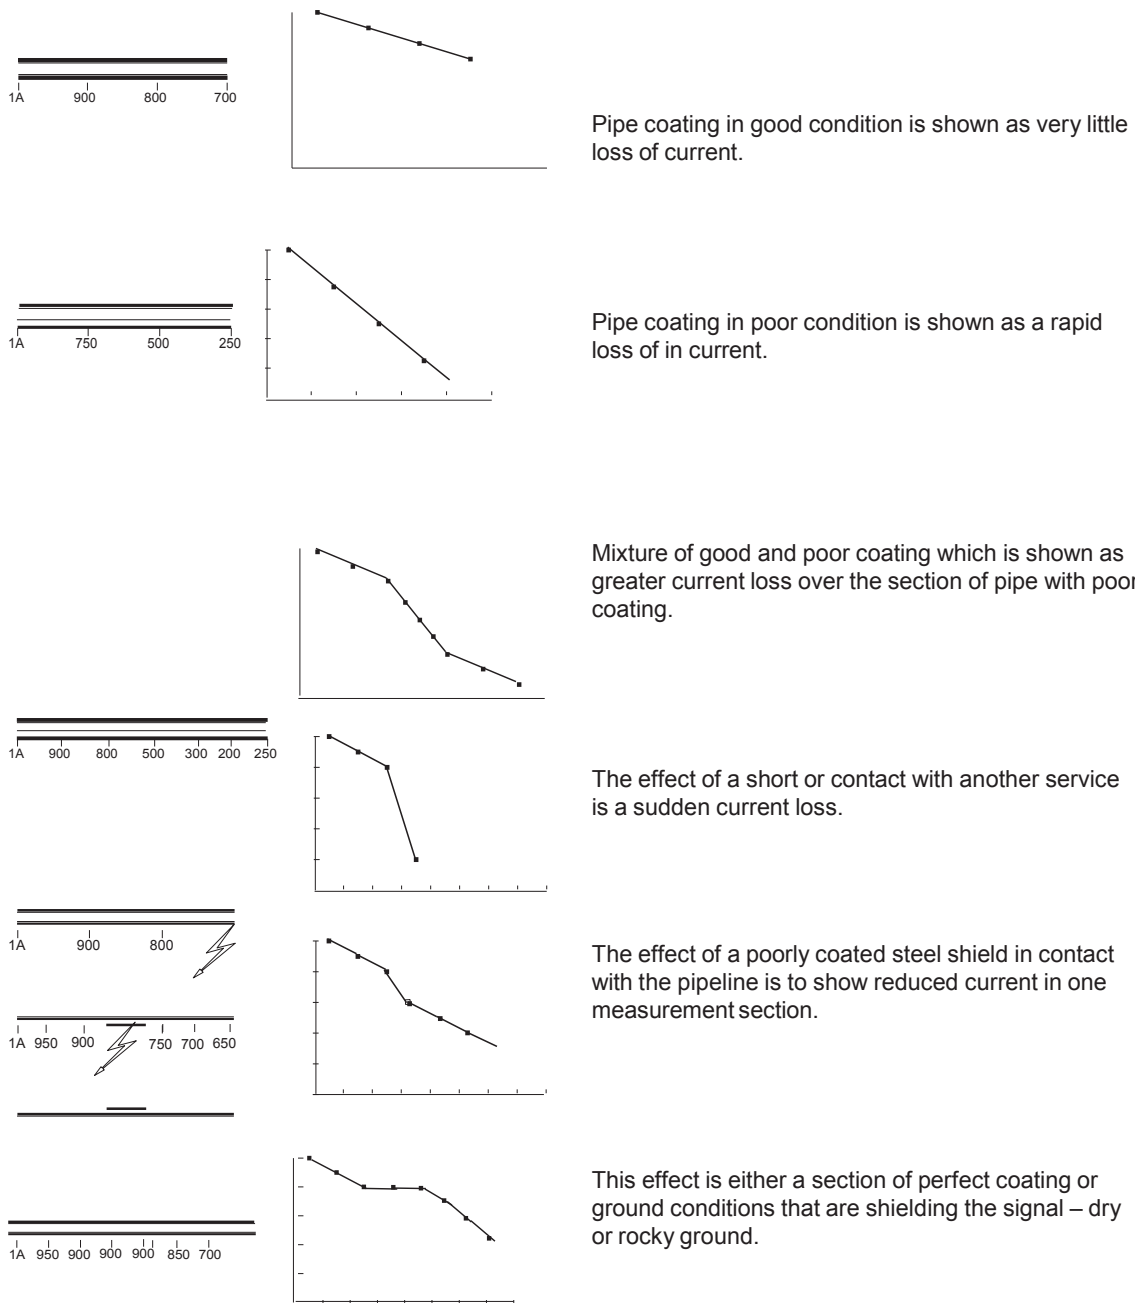 1A 900 800 700
Pipe coating in good condition is shown as very little
loss of current.
1A 750 500 250
Pipe coating in poor condition is shown as a rapid
loss of in current.
Mixture of good and poor coating which is shown as
greater current loss over the section of pipe with poor
coating.
1A 900 800 500 300 200 250
The effect of a short or contact with another service
is a sudden current loss.
1A 900 800
The effect of a poorly coated steel shield in contact
with the pipeline is to show reduced current in one
measurement section.
1A 950 900 750 700 650
This effect is either a section of perfect coating or
ground conditions that are shielding the signal – dry
or rocky ground.
1A 950 900 900 900 850 700